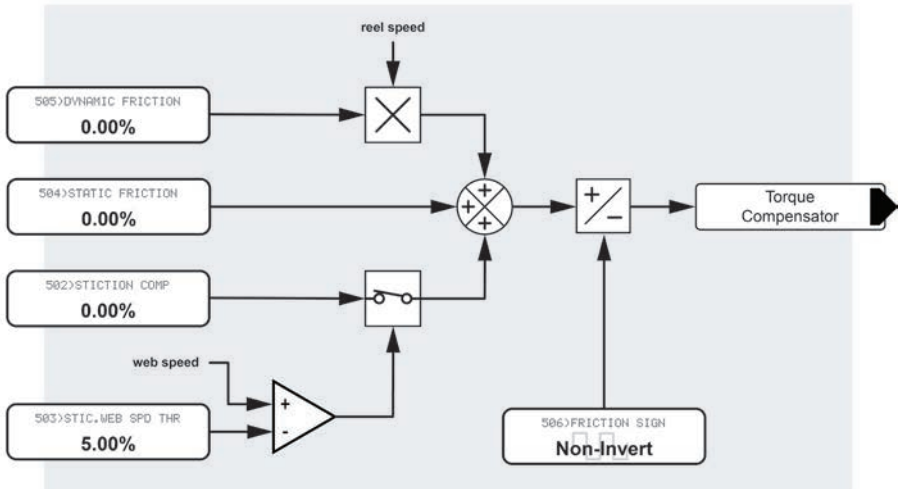 reel speed
505)DYNAMIC FRICTION
0.00%
504)STATIC FRICTION
0.00%
+
+
+
+
-
Torque
Compensator
502)STICTION COMP
0.00%
web speed
+
-
503)STIC.WEB SPD THR
5.00%
506)FRICTION SIGN
Non-Invert